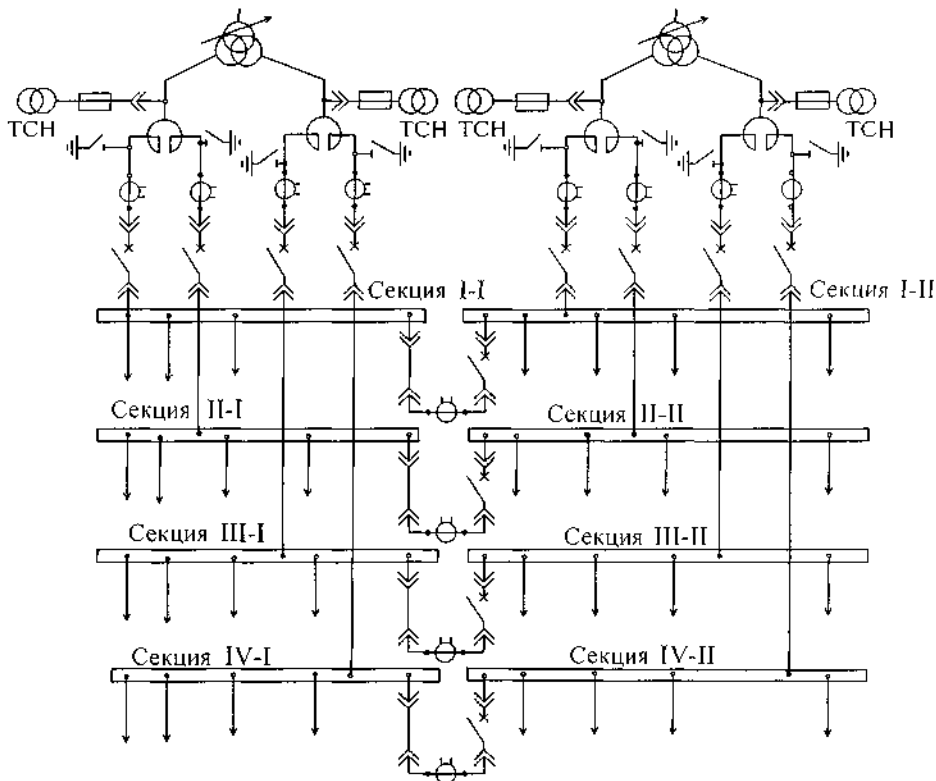 ТСН
ТСН
ТСН
ТСН
Секция I-I
Секция I-II
Секция II-I
Секция II-II
Секция III-I
Секция III-II
Секция IV-I
Секция IV-II